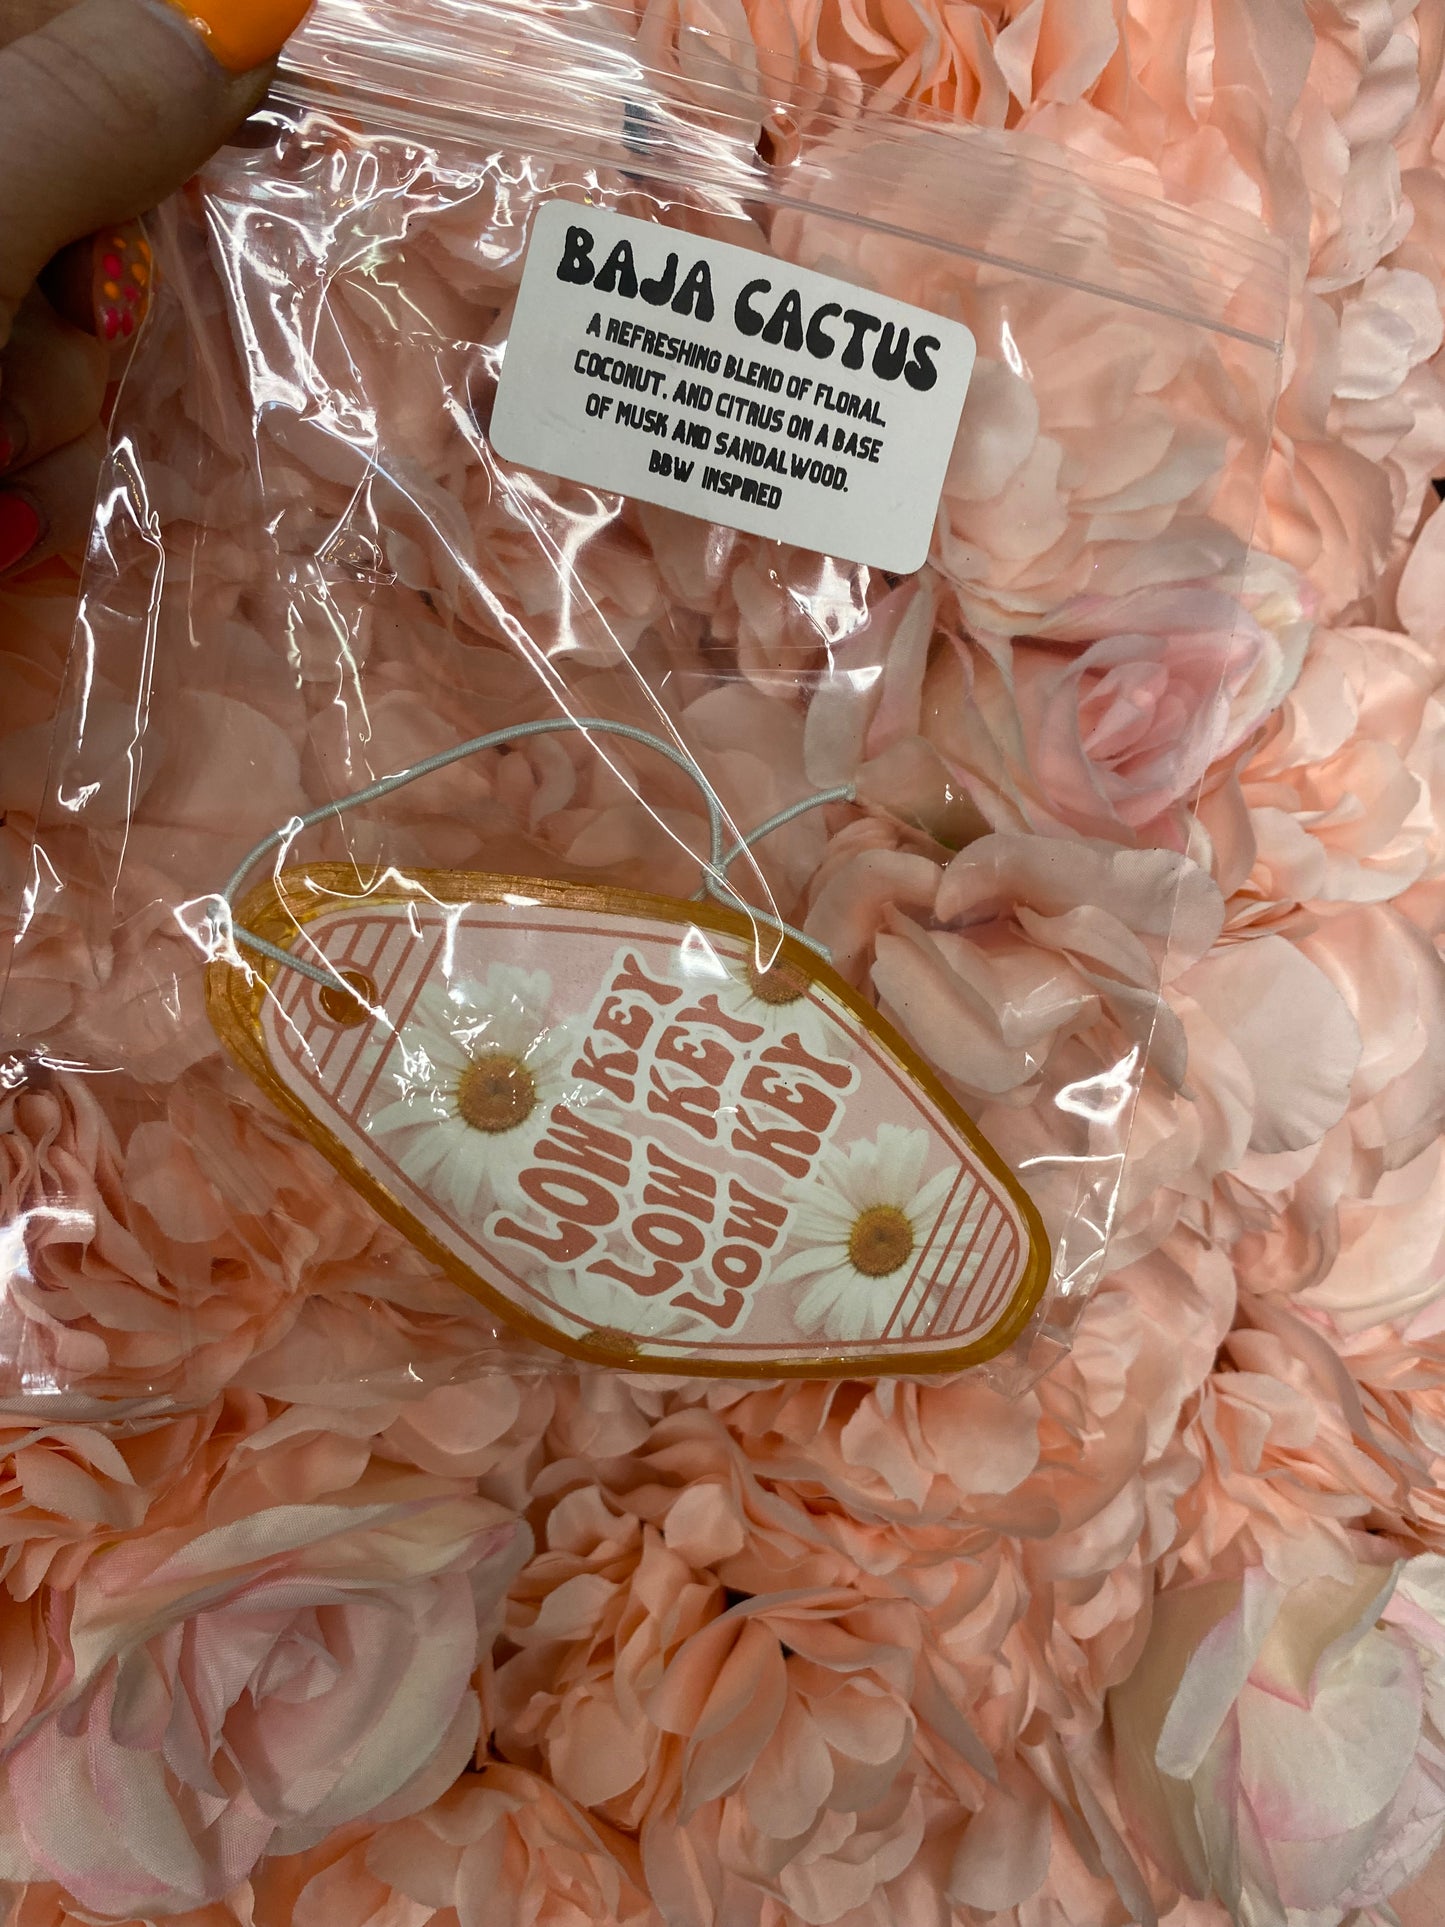 BAJA CACTUS
A REFRESHING BLEND OF FLORAL,
COCONUT, AND CITRUS ON A BASE
OF MUSK AND SANDALWOOD.
BBW INSPIRED
LOW KEY
LOW KEY
LOW KEY